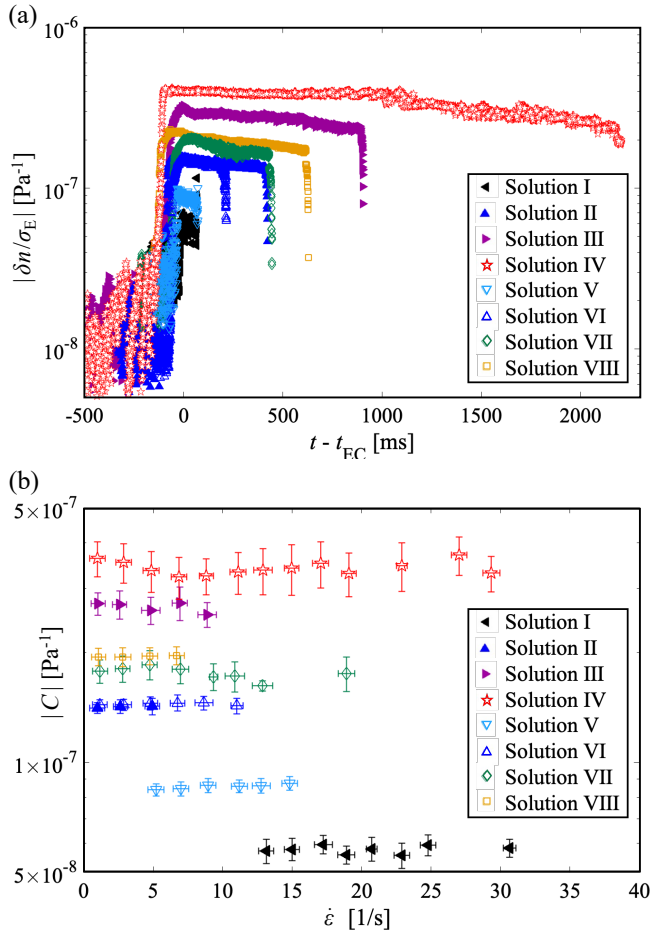 (a)
10⁻⁶
10⁻⁷
10⁻⁸
|δn/σ_E| [Pa⁻¹]
Solution I
Solution II
Solution III
Solution IV
Solution V
Solution VI
Solution VII
Solution VIII
-500 0 500 1000 1500 2000
t - t_EC [ms]
(b)
5×10⁻⁷
1×10⁻⁷
5×10⁻⁸
|C| [Pa⁻¹]
Solution I
Solution II
Solution III
Solution IV
Solution V
Solution VI
Solution VII
Solution VIII
0 5 10 15 20 25 30 35 40
ε̇ [1/s]